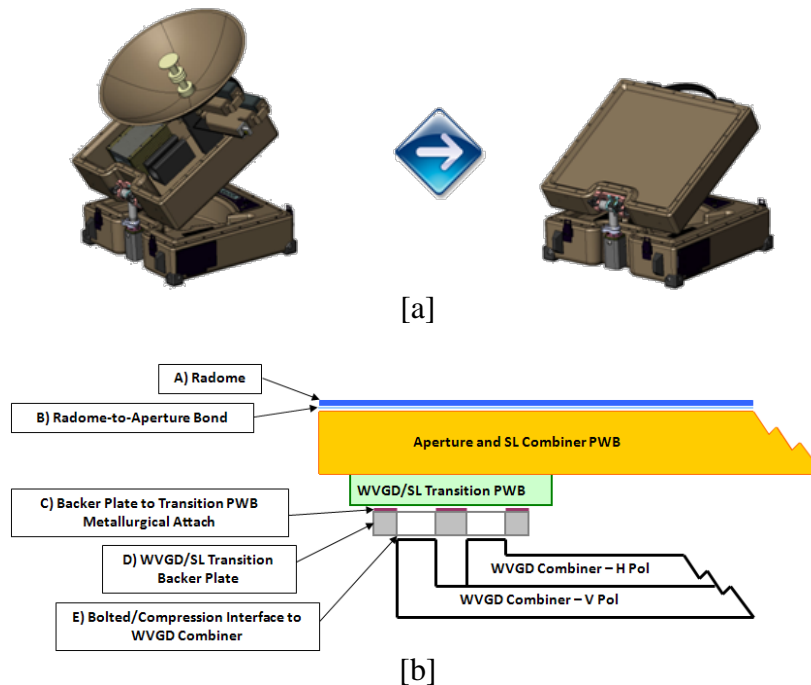 [a]
A) Radome
B) Radome-to-Aperture Bond
Aperture and SL Combiner PWB
WVGD/SL Transition PWB
C) Backer Plate to Transition PWB
Metallurgical Attach
D) WVGD/SL Transition
Backer Plate
WVGD Combiner – H Pol
WVGD Combiner – V Pol
E) Bolted/Compression Interface to
WVGD Combiner
[b]